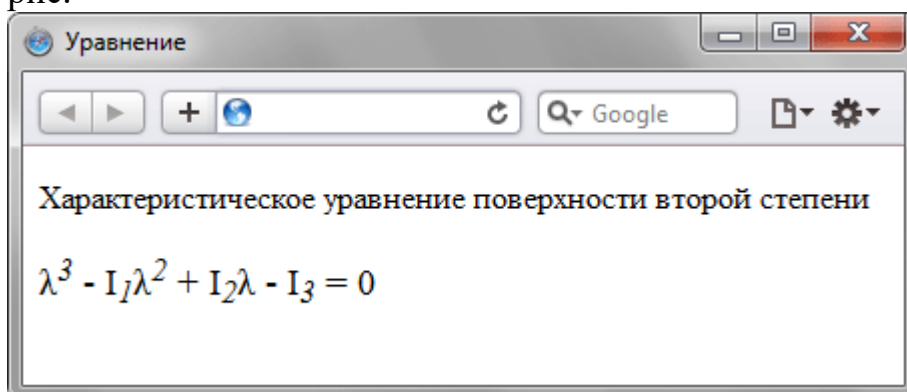 рис.
Уравнение
Google
Характеристическое уравнение поверхности второй степени
λ³ - I₁λ² + I₂λ - I₃ = 0